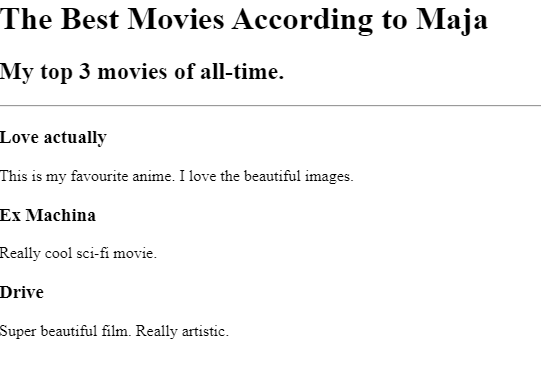 The Best Movies According to Maja
My top 3 movies of all-time.
Love actually
This is my favourite anime. I love the beautiful images.
Ex Machina
Really cool sci-fi movie.
Drive
Super beautiful film. Really artistic.